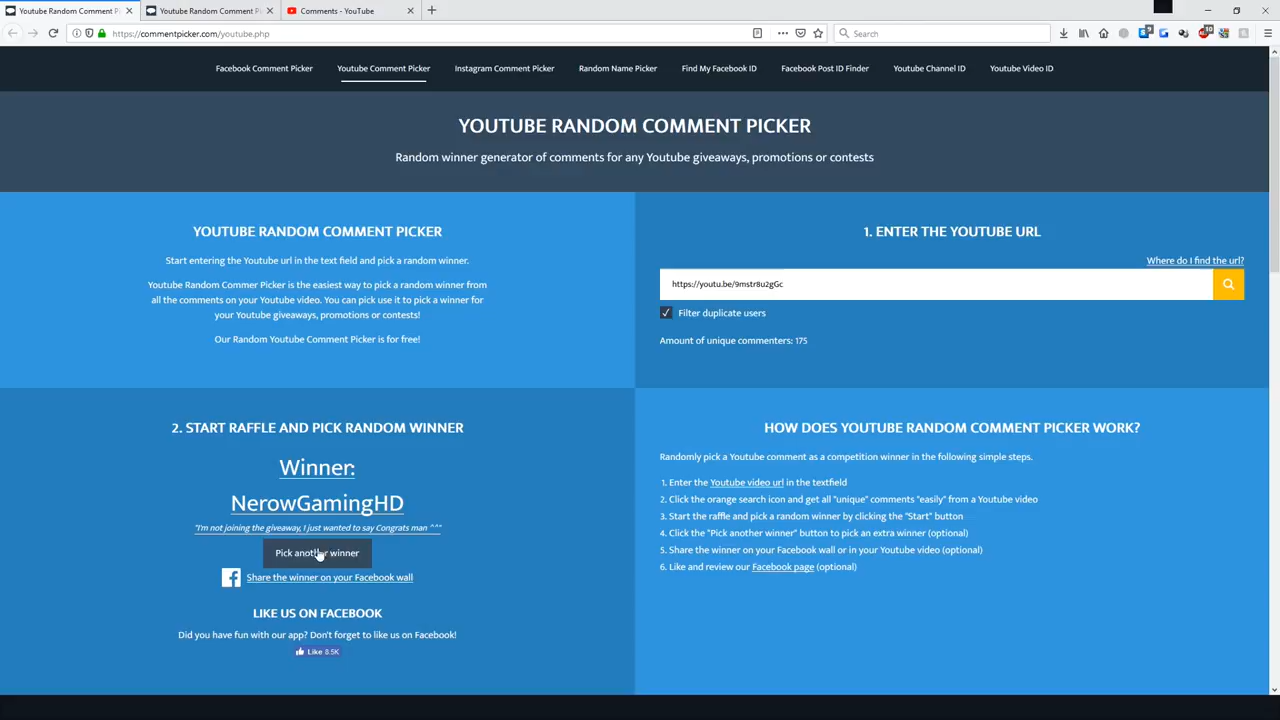 Youtube Random Comment P
Youtube Random Comment Pi
Comments - YouTube
https://commentpicker.com/youtube.php
Search
9
10
Facebook Comment Picker
Youtube Comment Picker
Instagram Comment Picker
Random Name Picker
Find My Facebook ID
Facebook Post ID Finder
Youtube Channel ID
Youtube Video ID
YOUTUBE RANDOM COMMENT PICKER
Random winner generator of comments for any Youtube giveaways, promotions or contests
YOUTUBE RANDOM COMMENT PICKER
Start entering the Youtube url in the text field and pick a random winner.
Youtube Random Commer Picker is the easiest way to pick a random winner from
all the comments on your Youtube video. You can pick use it to pick a winner for
your Youtube giveaways, promotions or contests!
Our Random Youtube Comment Picker is for free!
1. ENTER THE YOUTUBE URL
Where do I find the url?
https://youtu.be/9mstr8u2gGc
Filter duplicate users
Amount of unique commenters: 175
2. START RAFFLE AND PICK RANDOM WINNER
Winner:
NerowGamingHD
"I'm not joining the giveaway, I just wanted to say Congrats man ^^"
Pick another winner
Share the winner on your Facebook wall
LIKE US ON FACEBOOK
Did you have fun with our app? Don't forget to like us on Facebook!
Like 8.5K
HOW DOES YOUTUBE RANDOM COMMENT PICKER WORK?
Randomly pick a Youtube comment as a competition winner in the following simple steps.
1. Enter the Youtube video url in the textfield
2. Click the orange search icon and get all "unique" comments "easily" from a Youtube video
3. Start the raffle and pick a random winner by clicking the "Start" button
4. Click the "Pick another winner" button to pick an extra winner (optional)
5. Share the winner on your Facebook wall or in your Youtube video (optional)
6. Like and review our Facebook page (optional)